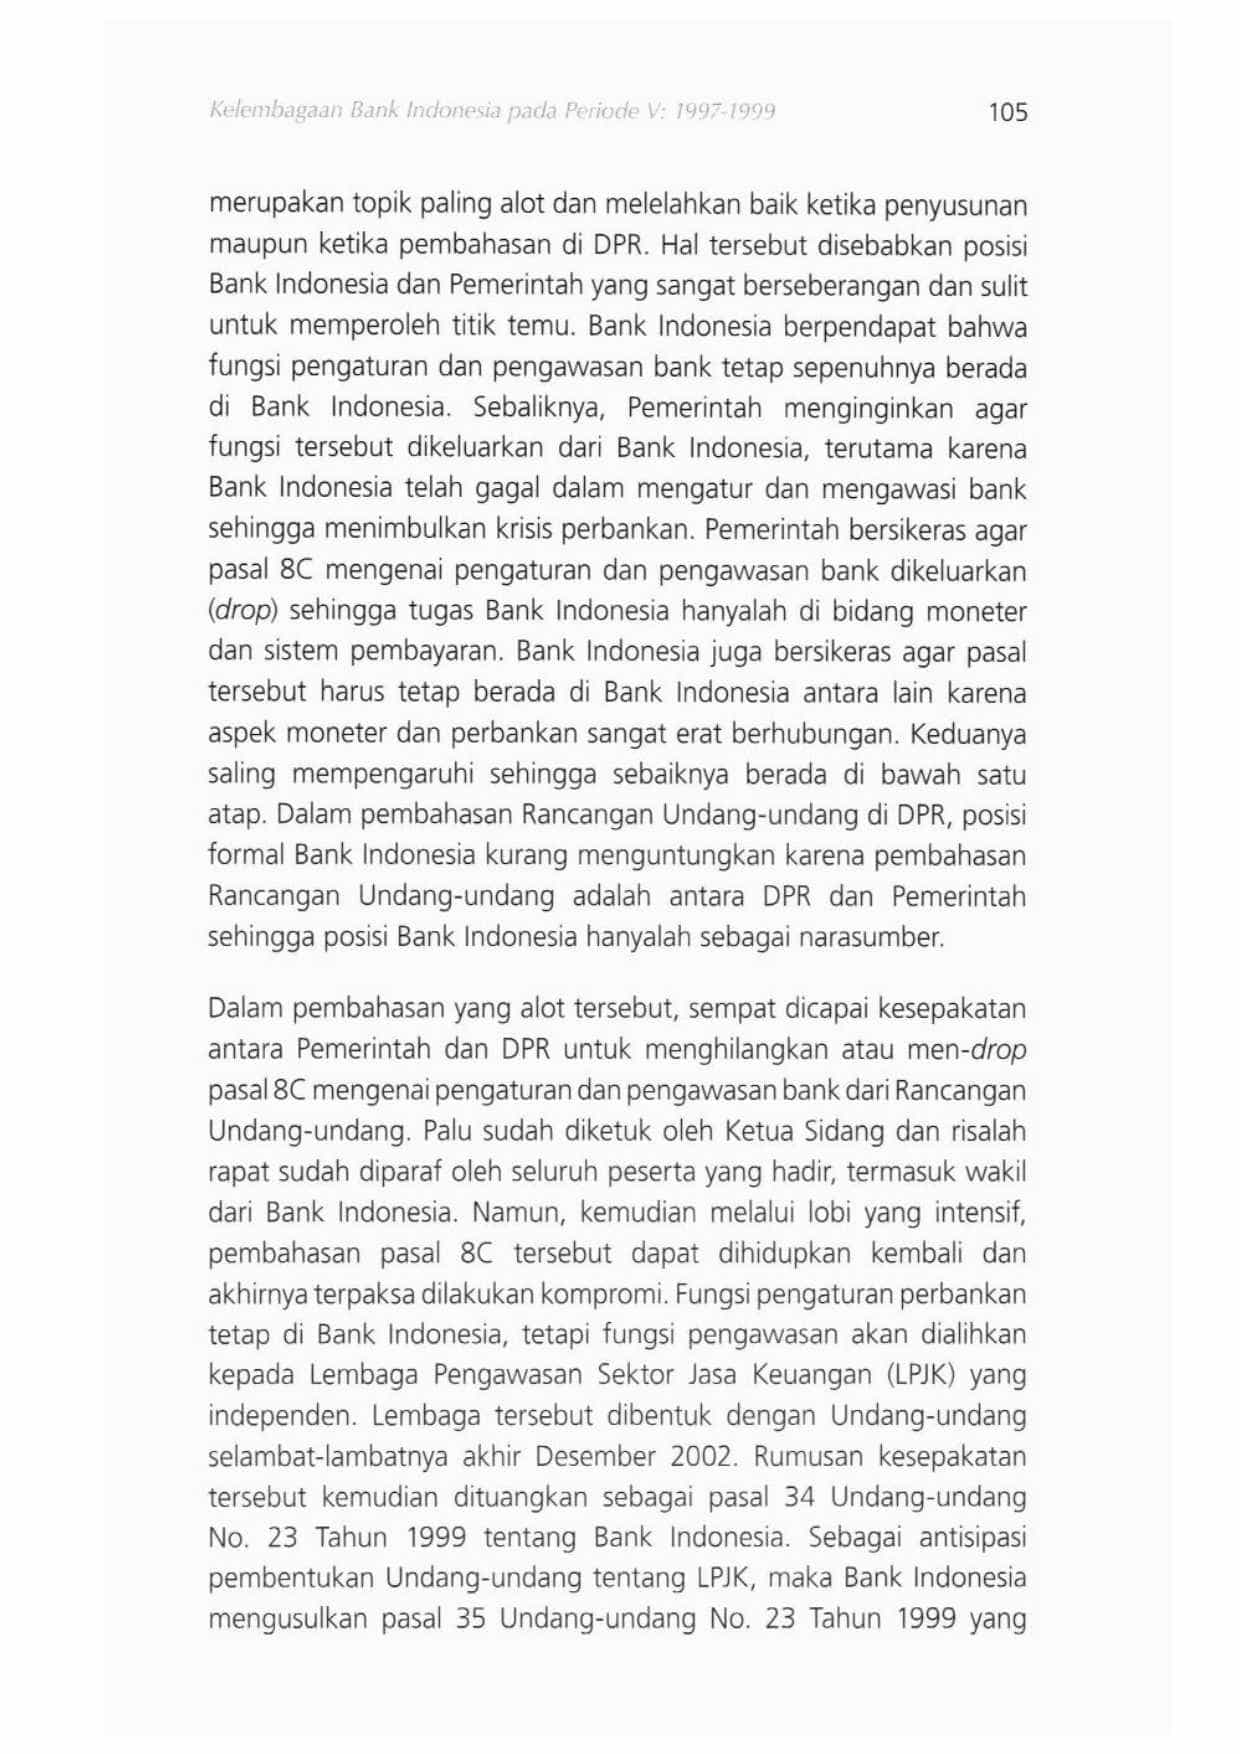 Kelembagaan Bank Indonesia pada Periode V: 1997-1999 105
merupakan topik paling alot dan melelahkan baik ketika penyusunan
maupun ketika pembahasan di DPR. Hal tersebut disebabkan posisi
Bank Indonesia dan Pemerintah yang sangat berseberangan dan sulit
untuk memperoleh titik temu. Bank Indonesia berpendapat bahwa
fungsi pengaturan dan pengawasan bank tetap sepenuhnya berada
di Bank Indonesia. Sebaliknya, Pemerintah menginginkan agar
fungsi tersebut dikeluarkan dari Bank Indonesia, terutama karena
Bank Indonesia telah gagal dalam mengatur dan mengawasi bank
sehingga menimbulkan krisis perbankan. Pemerintah bersikeras agar
pasal 8C mengenai pengaturan dan pengawasan bank dikeluarkan
(drop) sehingga tugas Bank Indonesia hanyalah di bidang moneter
dan sistem pembayaran. Bank Indonesia juga bersikeras agar pasal
tersebut harus tetap berada di Bank Indonesia antara lain karena
aspek moneter dan perbankan sangat erat berhubungan. Keduanya
saling mempengaruhi sehingga sebaiknya berada di bawah satu
atap. Dalam pembahasan Rancangan Undang-undang di DPR, posisi
formal Bank Indonesia kurang menguntungkan karena pembahasan
Rancangan Undang-undang adalah antara DPR dan Pemerintah
sehingga posisi Bank Indonesia hanyalah sebagai narasumber.
Dalam pembahasan yang alot tersebut, sempat dicapai kesepakatan
antara Pemerintah dan DPR untuk menghilangkan atau men-drop
pasal 8C mengenai pengaturan dan pengawasan bank dari Rancangan
Undang-undang. Palu sudah diketuk oleh Ketua Sidang dan risalah
rapat sudah diparaf oleh seluruh peserta yang hadir, termasuk wakil
dari Bank Indonesia. Namun, kemudian melalui lobi yang intensif,
pembahasan pasal 8C tersebut dapat dihidupkan kembali dan
akhirnya terpaksa dilakukan kompromi. Fungsi pengaturan perbankan
tetap di Bank Indonesia, tetapi fungsi pengawasan akan dialihkan
kepada Lembaga Pengawasan Sektor Jasa Keuangan (LPJK) yang
independen. Lembaga tersebut dibentuk dengan Undang-undang
selambat-lambatnya akhir Desember 2002. Rumusan kesepakatan
tersebut kemudian dituangkan sebagai pasal 34 Undang-undang
No. 23 Tahun 1999 tentang Bank Indonesia. Sebagai antisipasi
pembentukan Undang-undang tentang LPJK, maka Bank Indonesia
mengusulkan pasal 35 Undang-undang No. 23 Tahun 1999 yang